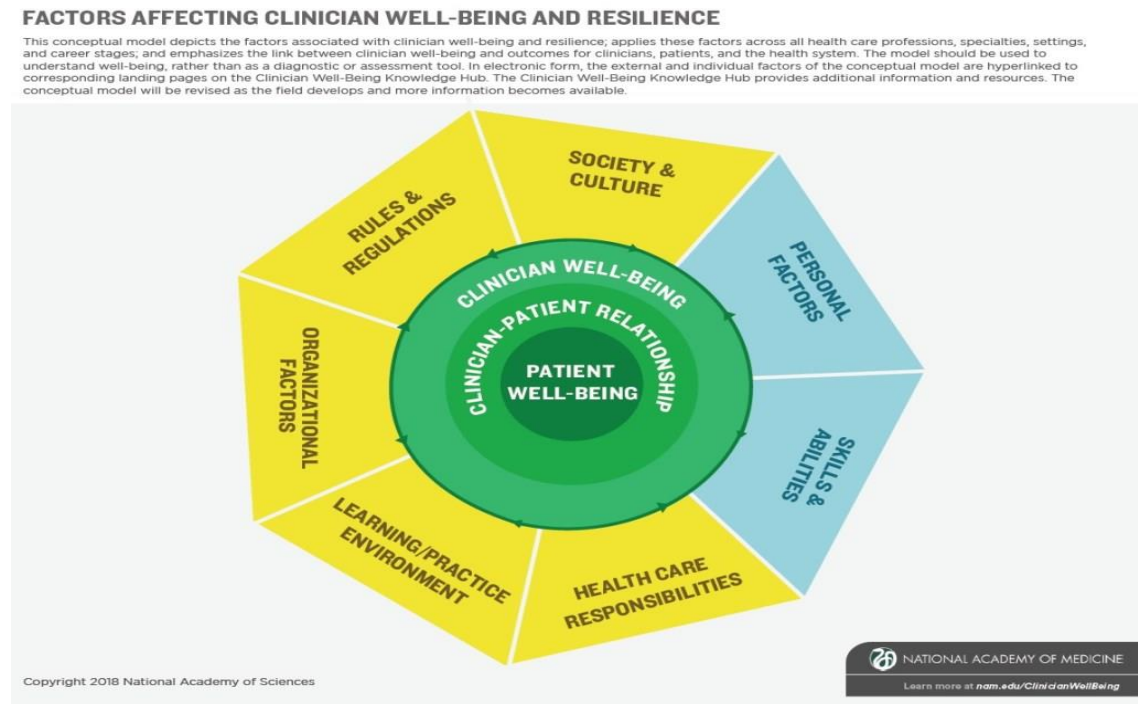 FACTORS AFFECTING CLINICIAN WELL-BEING AND RESILIENCE
This conceptual model depicts the factors associated with clinician well-being and resilience; applies these factors across all health care professions, specialties, settings,
and career stages; and emphasizes the link between clinician well-being and outcomes for clinicians, patients, and the health system. The model should be used to
understand well-being, rather than as a diagnostic or assessment tool. In electronic form, the external and individual factors of the conceptual model are hyperlinked to
corresponding landing pages on the Clinician Well-Being Knowledge Hub. The Clinician Well-Being Knowledge Hub provides additional information and resources. The
conceptual model will be revised as the field develops and more information becomes available.
SOCIETY &
CULTURE
RULES &
REGULATIONS
PERSONAL
FACTORS
CLINICIAN WELL-BEING
CLINICIAN-PATIENT RELATIONSHIP
PATIENT
WELL-BEING
ORGANIZATIONAL
FACTORS
SKILLS &
ABILITIES
LEARNING/PRACTICE
ENVIRONMENT
HEALTH CARE
RESPONSIBILITIES
NATIONAL ACADEMY OF MEDICINE
Learn more at nam.edu/ClinicianWellBeing
Copyright 2018 National Academy of Sciences